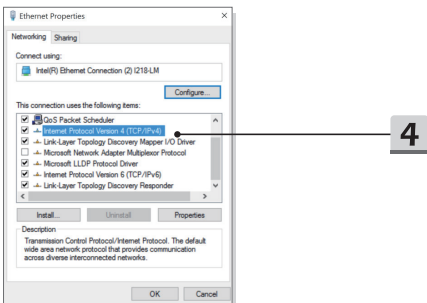 Ethernet Properties
Networking Sharing
Connect using:
Intel(R) Ethernet Connection (2) I218-LM
Configure...
This connection uses the following items:
QoS Packet Scheduler
Internet Protocol Version 4 (TCP/IPv4)
Link-Layer Topology Discovery Mapper I/O Driver
Microsoft Network Adapter Multiplexor Protocol
Microsoft LLDP Protocol Driver
Internet Protocol Version 6 (TCP/IPv6)
Link-Layer Topology Discovery Responder
Install... Uninstall Properties
Description
Transmission Control Protocol/Internet Protocol. The default
wide area network protocol that provides communication
across diverse interconnected networks.
OK Cancel
4